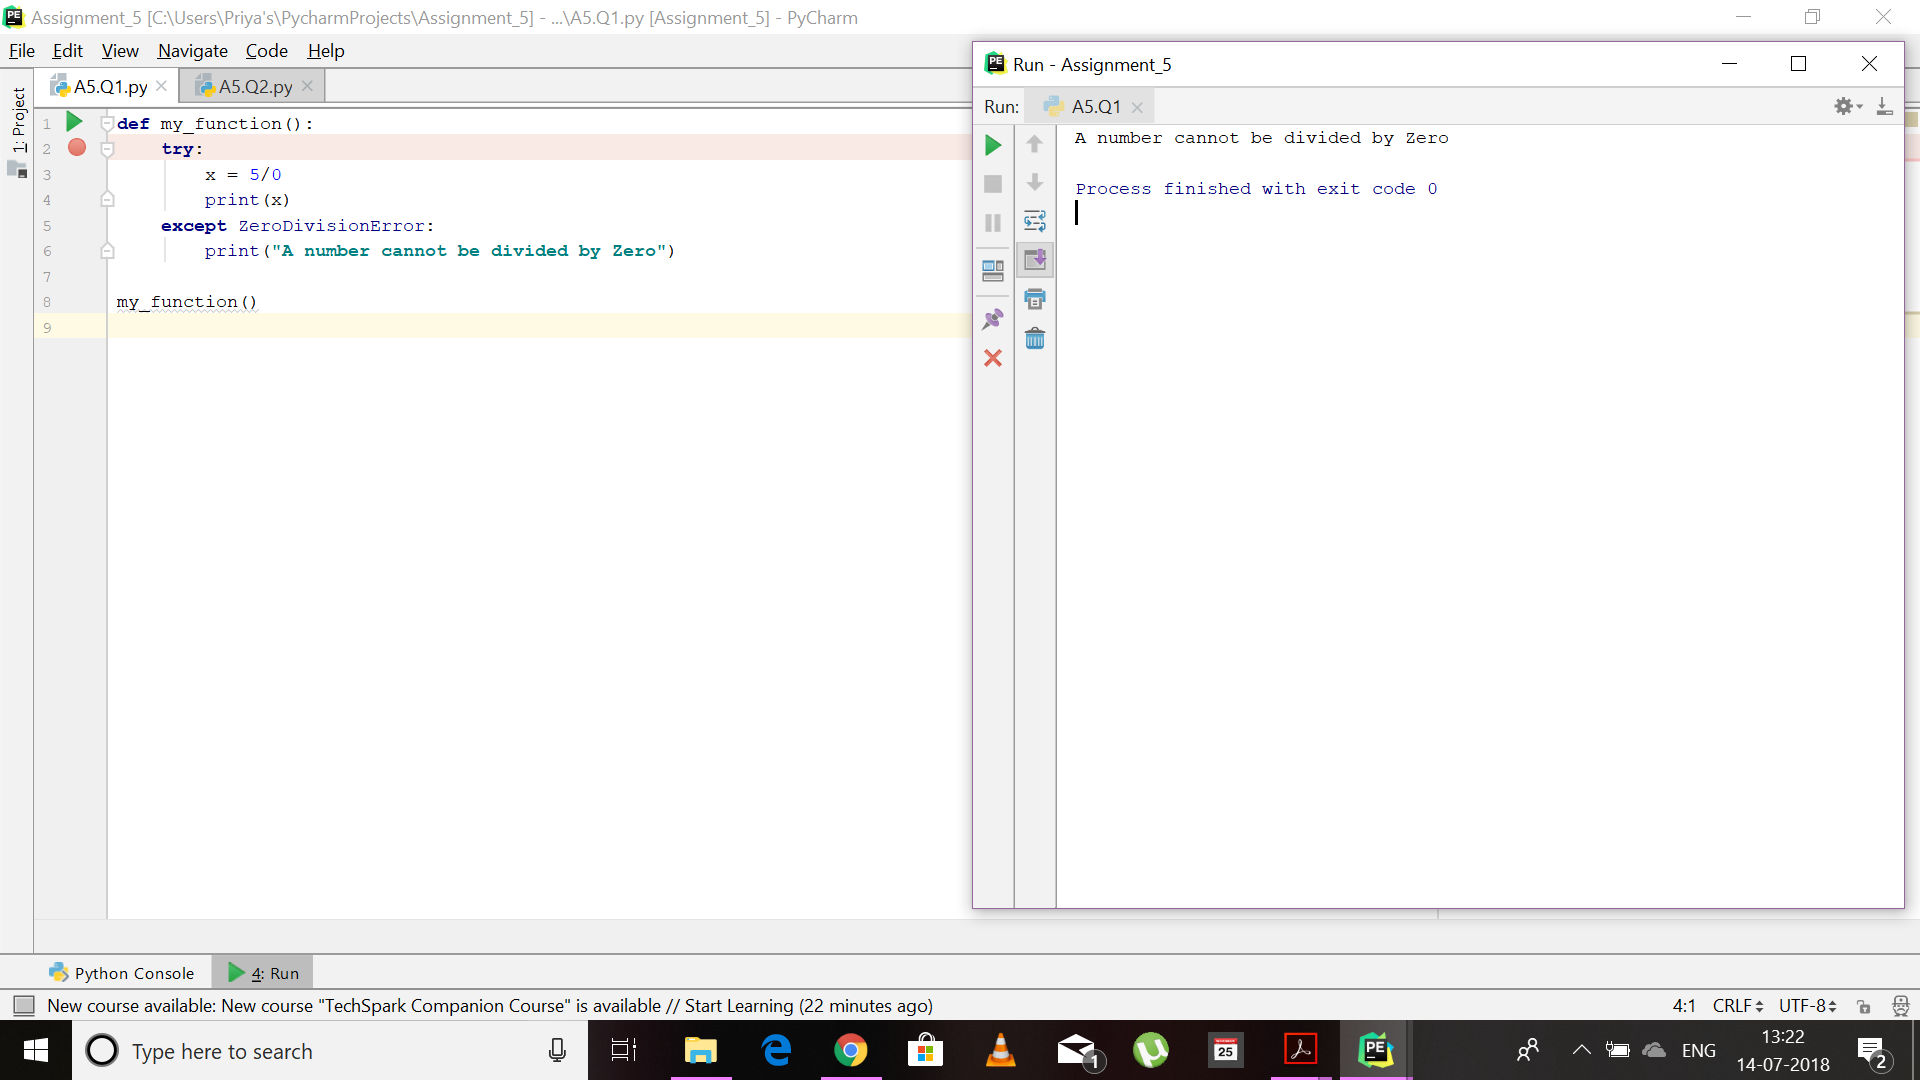 Assignment_5 [C:\Users\Priya's\PycharmProjects\Assignment_5] - ...\A5.Q1.py [Assignment_5] - PyCharm
File Edit View Navigate Code Help
A5.Q1.py
A5.Q2.py
1: Project
1 def my_function():
2 try:
3 x = 5/0
4 print(x)
5 except ZeroDivisionError:
6 print("A number cannot be divided by Zero")
7
8 my_function()
9
Run - Assignment_5
Run: A5.Q1
A number cannot be divided by Zero
Process finished with exit code 0
Python Console
4: Run
New course available: New course "TechSpark Companion Course" is available // Start Learning (22 minutes ago)
4:1 CRLF UTF-8
Type here to search
1
25
PE
ENG
13:22
14-07-2018
2